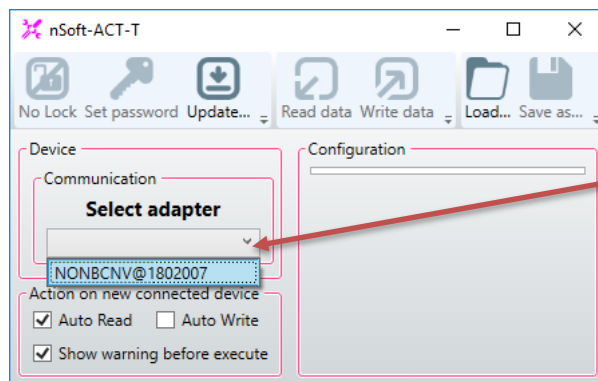 nSoft-ACT-T
No Lock Set password Update... Read data Write data Load... Save as...
Device
Communication
Select adapter
NONBCNV@1802007
Action on new connected device
Auto Read Auto Write
Show warning before execute
Configuration